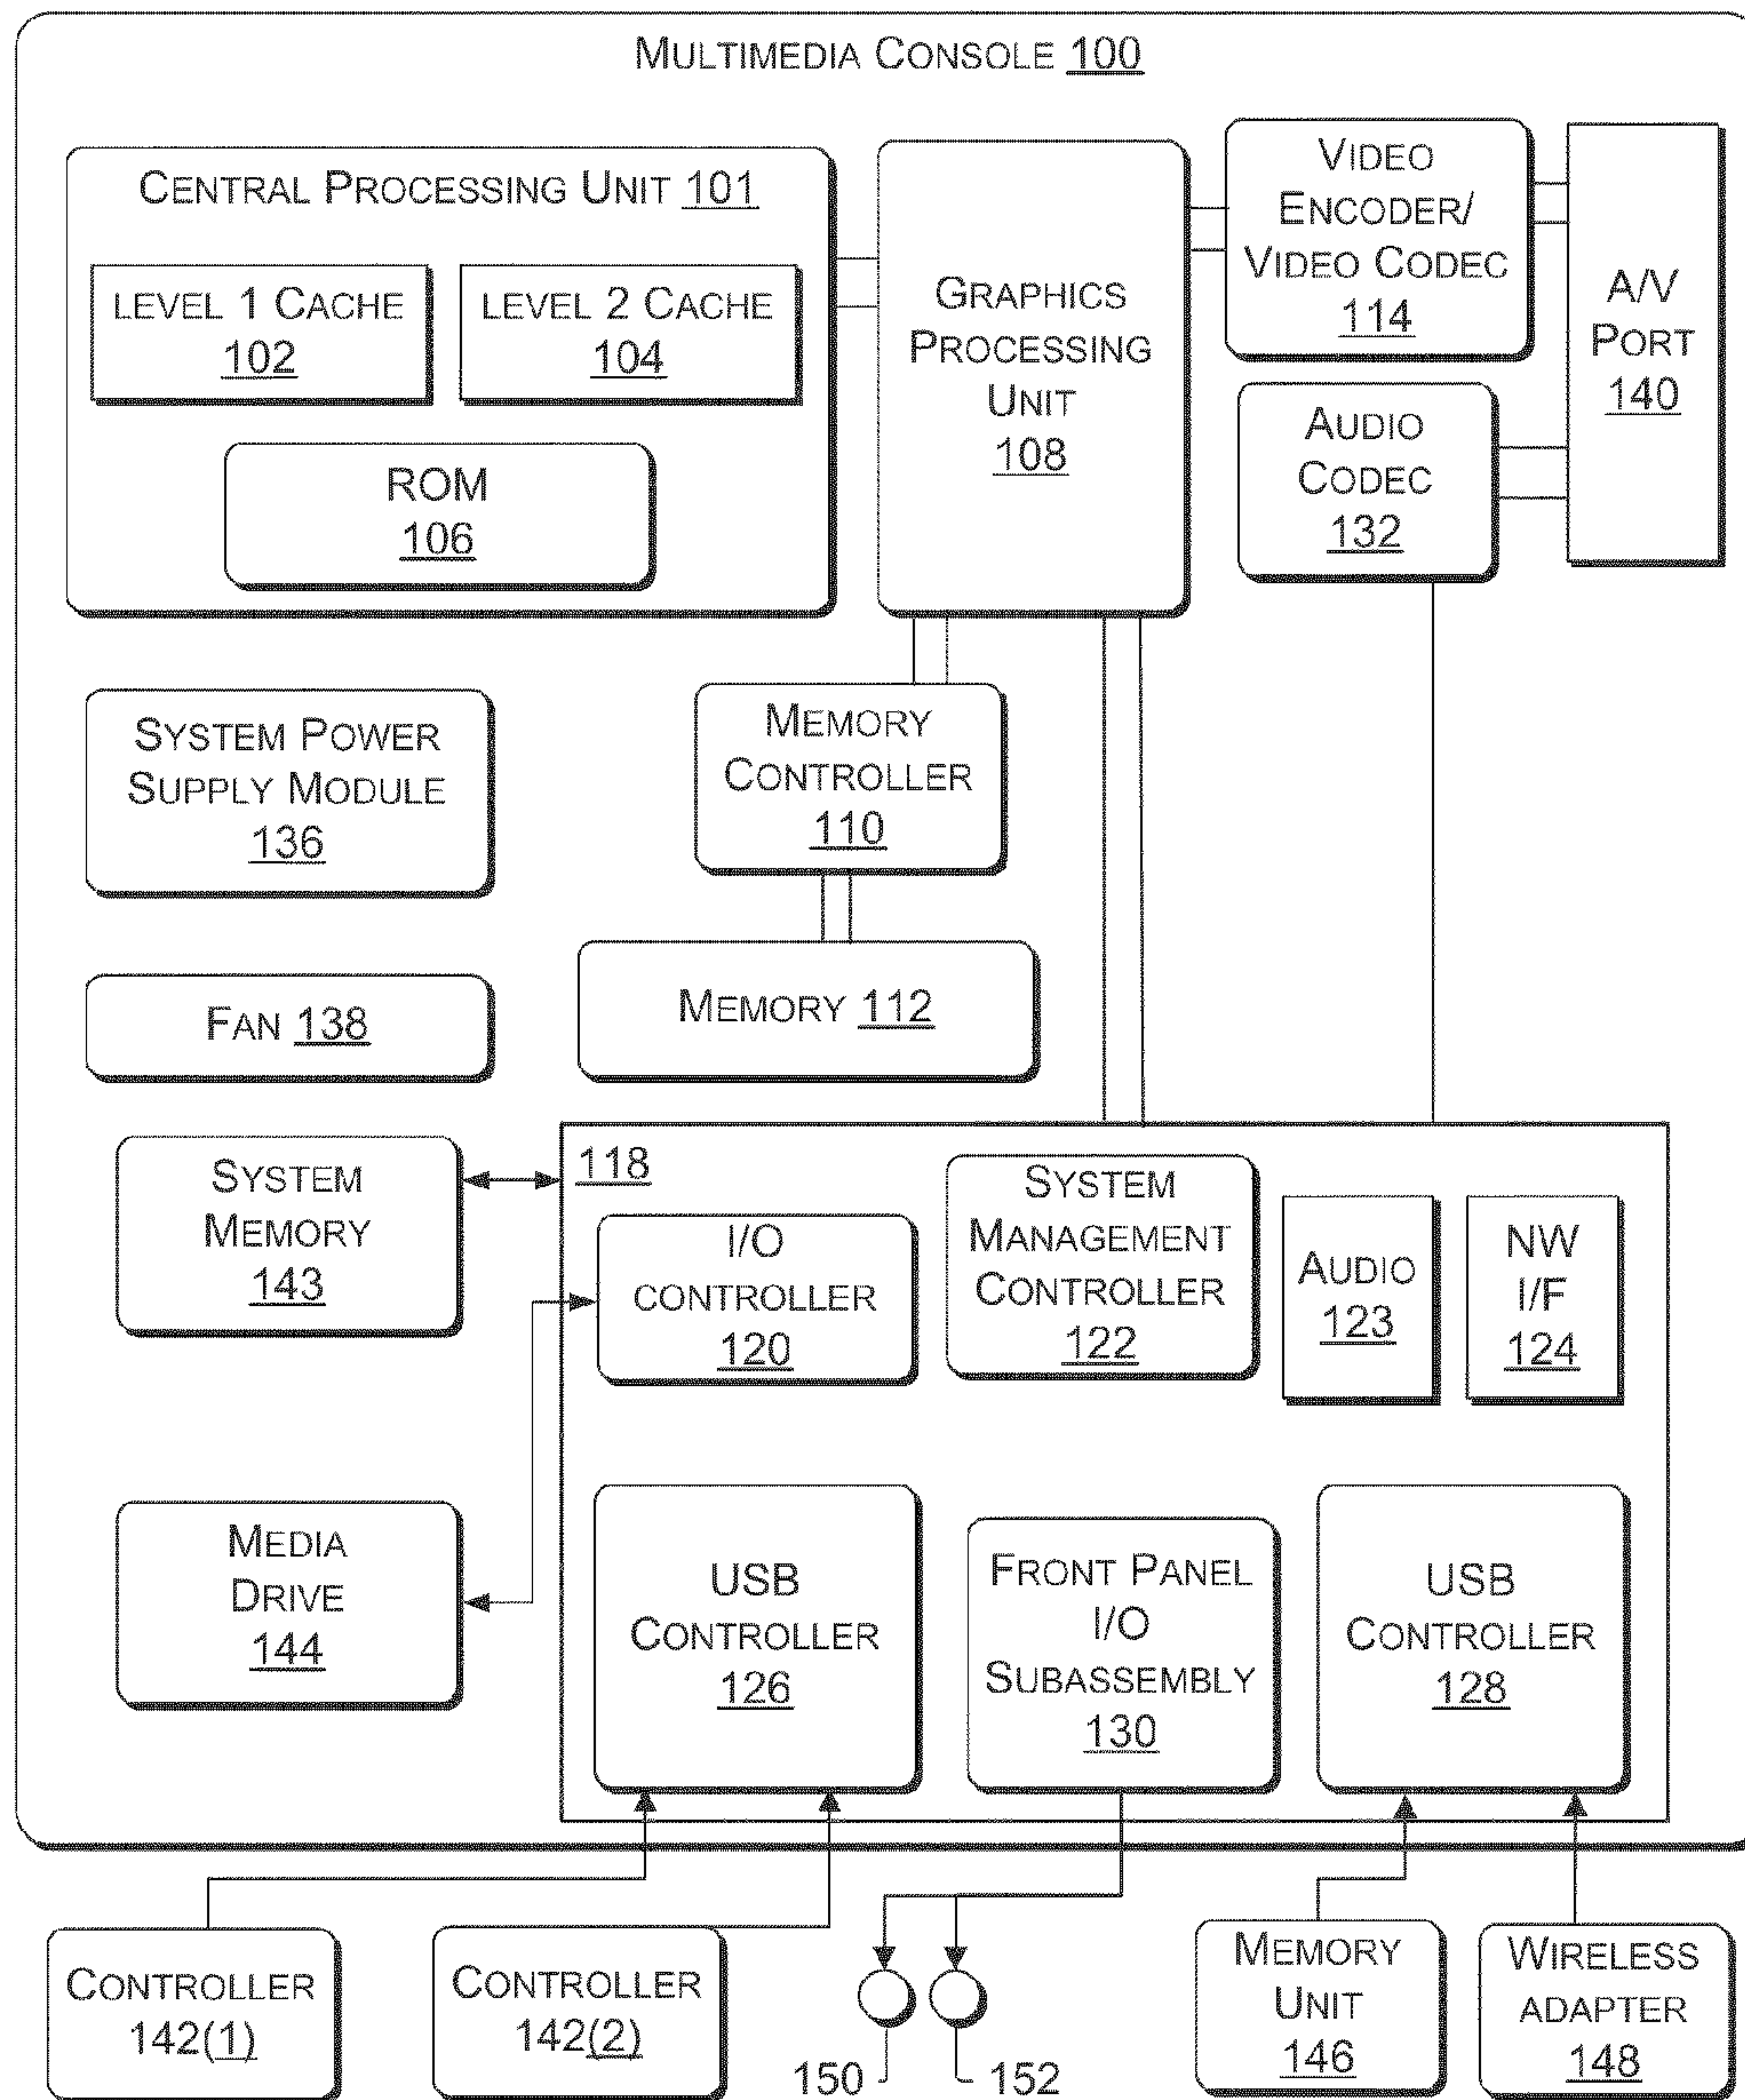 MULTIMEDIA CONSOLE 100
CENTRAL PROCESSING UNIT 101
LEVEL 1 CACHE
102
LEVEL 2 CACHE
104
ROM
106
GRAPHICS
PROCESSING
UNIT
108
VIDEO
ENCODER/
VIDEO CODEC
114
AUDIO
CODEC
132
A/V
PORT
140
SYSTEM POWER
SUPPLY MODULE
136
MEMORY
CONTROLLER
110
FAN 138
MEMORY 112
SYSTEM
MEMORY
143
118
I/O
CONTROLLER
120
SYSTEM
MANAGEMENT
CONTROLLER
122
AUDIO
123
NW
I/F
124
MEDIA
DRIVE
144
USB
CONTROLLER
126
FRONT PANEL
I/O
SUBASSEMBLY
130
USB
CONTROLLER
128
CONTROLLER
142(1)
CONTROLLER
142(2)
150
152
MEMORY
UNIT
146
WIRELESS
ADAPTER
148